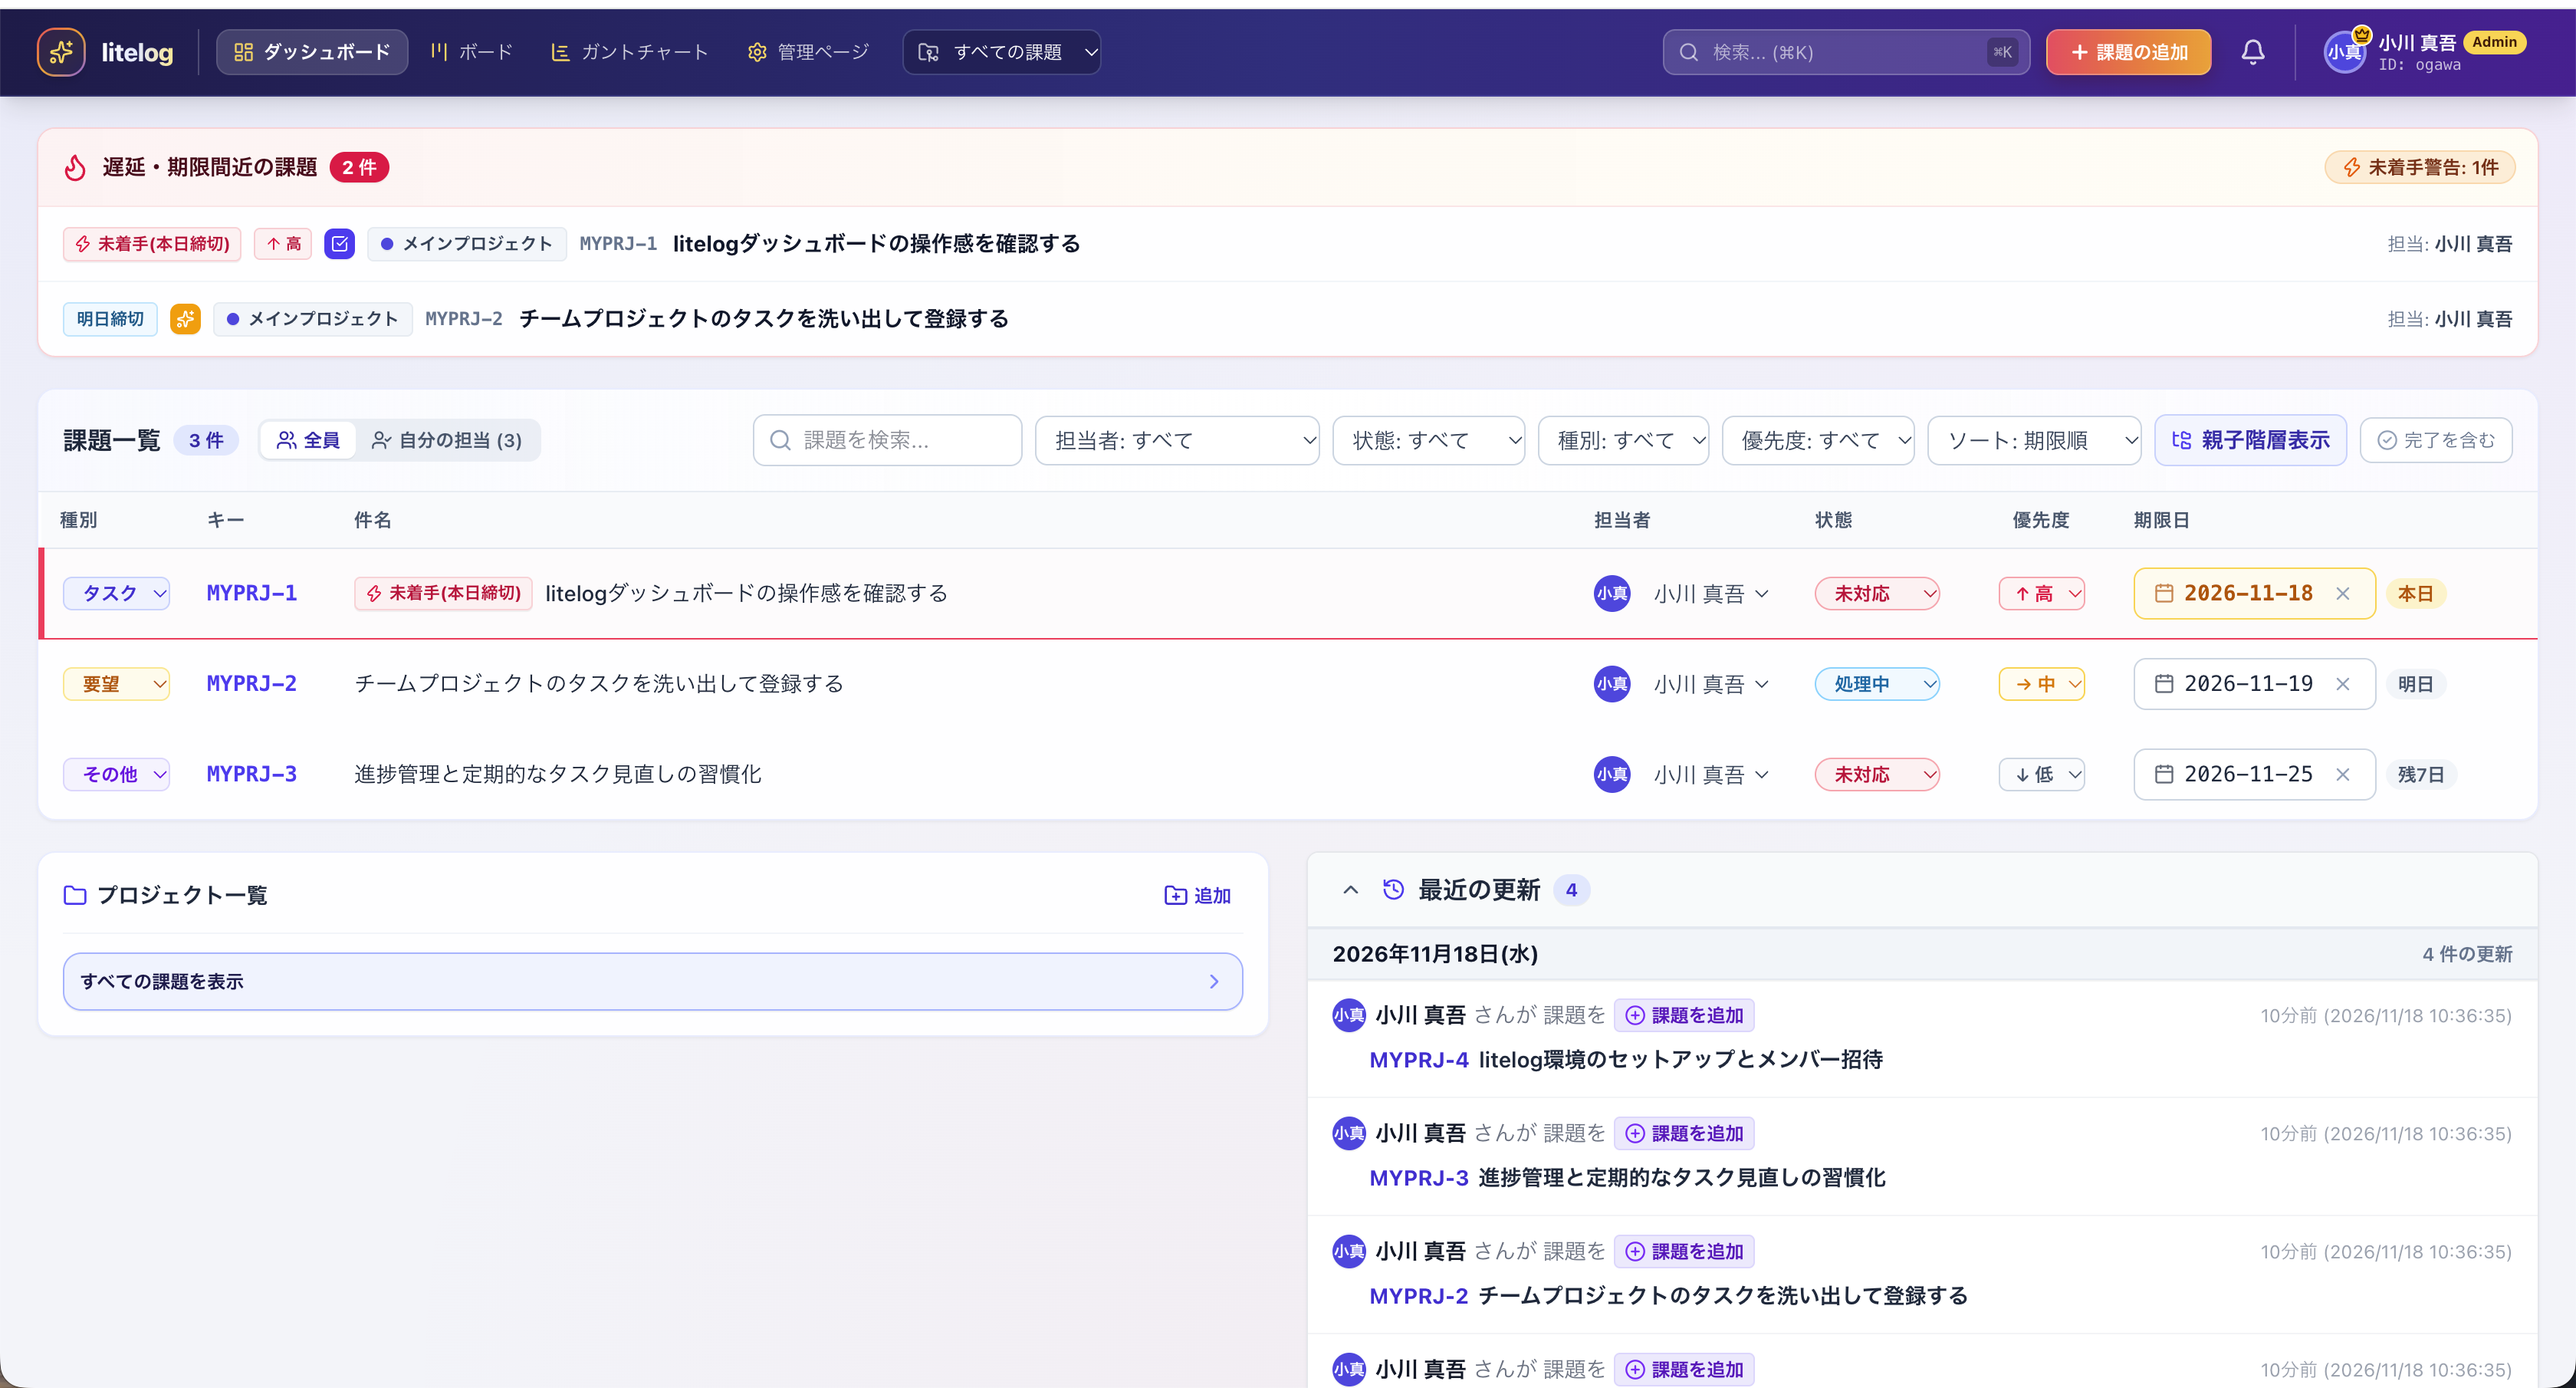 litelog ダッシュボード ボード ガントチャート 管理ページ すべての課題 検索... (⌘K) ⌘K + 課題の追加 小真 小川 真吾 Admin
ID: ogawa
遅延・期限間近の課題 2 件 未着手警告: 1件
未着手(本日締切) ↑ 高 メインプロジェクト MYPRJ-1 litelogダッシュボードの操作感を確認する 担当: 小川 真吾
明日締切 メインプロジェクト MYPRJ-2 チームプロジェクトのタスクを洗い出して登録する 担当: 小川 真吾
課題一覧 3 件 全員 自分の担当 (3) 課題を検索... 担当者: すべて 状態: すべて 種別: すべて 優先度: すべて ソート: 期限順 親子階層表示 完了を含む
種別 キー 件名 担当者 状態 優先度 期限日
タスク MYPRJ-1 未着手(本日締切) litelogダッシュボードの操作感を確認する 小真 小川 真吾 未対応 ↑ 高 2026-11-18 × 本日
要望 MYPRJ-2 チームプロジェクトのタスクを洗い出して登録する 小真 小川 真吾 処理中 → 中 2026-11-19 × 明日
その他 MYPRJ-3 進捗管理と定期的なタスク見直しの習慣化 小真 小川 真吾 未対応 ↓ 低 2026-11-25 × 残7日
プロジェクト一覧 追加
すべての課題を表示
最近の更新 4
2026年11月18日(水) 4 件の更新
小真 小川 真吾 さんが 課題を 課題を追加 10分前 (2026/11/18 10:36:35)
MYPRJ-4 litelog環境のセットアップとメンバー招待
小真 小川 真吾 さんが 課題を 課題を追加 10分前 (2026/11/18 10:36:35)
MYPRJ-3 進捗管理と定期的なタスク見直しの習慣化
小真 小川 真吾 さんが 課題を 課題を追加 10分前 (2026/11/18 10:36:35)
MYPRJ-2 チームプロジェクトのタスクを洗い出して登録する
小真 小川 真吾 さんが 課題を 課題を追加 10分前 (2026/11/18 10:36:35)